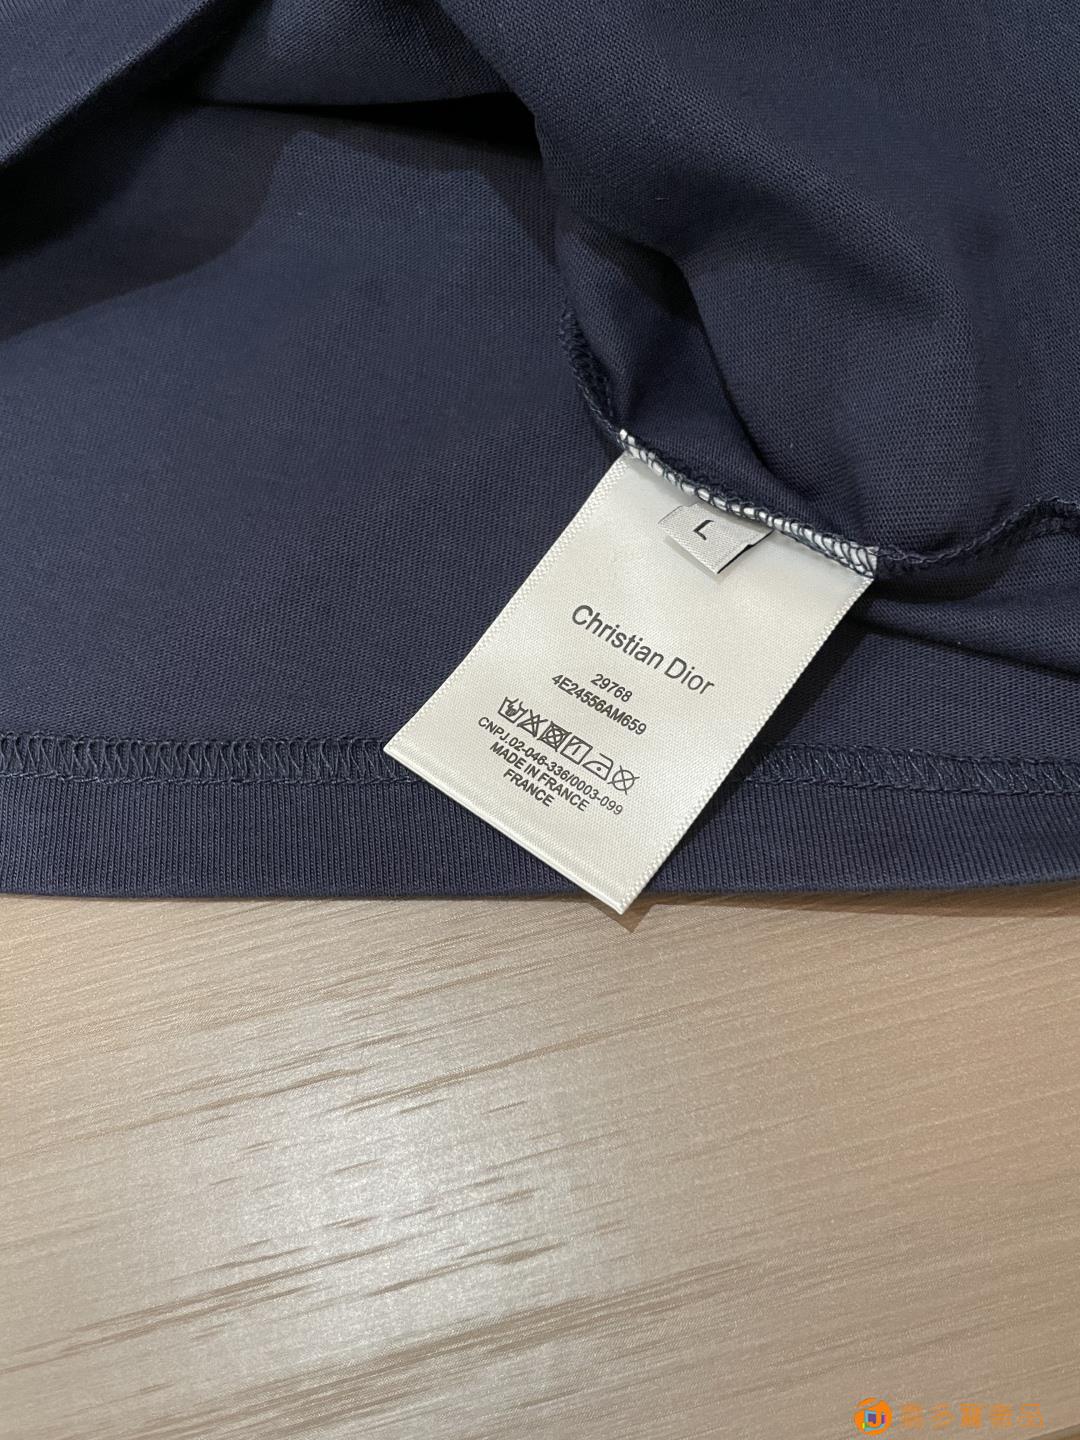 L
Christian Dior
29768
4E24556AM659
CNPJ.02-046-336/0003-099
MADE IN FRANCE
FRANCE